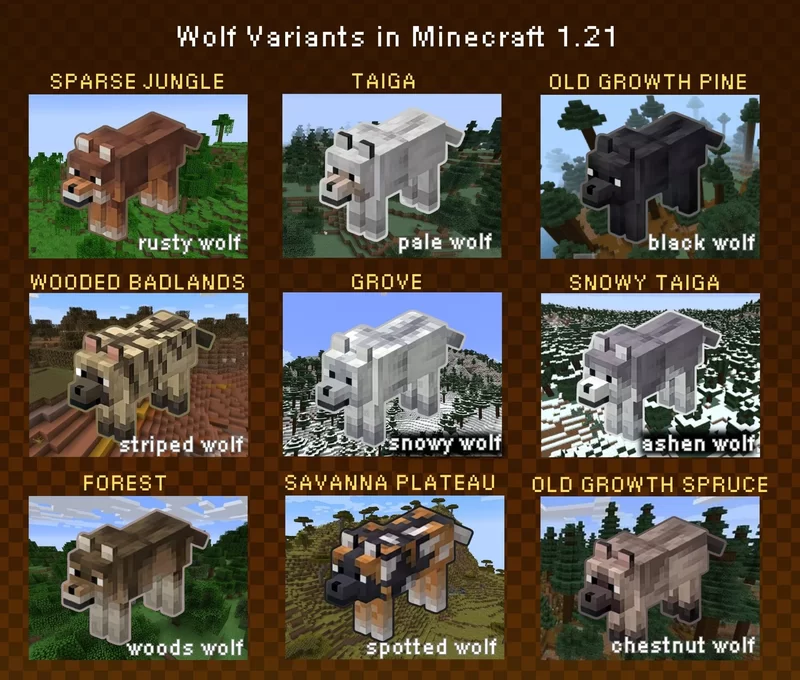 Wolf Variants in Minecraft 1.21
SPARSE JUNGLE
TAIGA
OLD GROWTH PINE
rusty wolf
pale wolf
black wolf
WOODED BADLANDS
GROVE
SNOWY TAIGA
striped wolf
snowy wolf
ashen wolf
FOREST
SAVANNA PLATEAU
OLD GROWTH SPRUCE
woods wolf
spotted wolf
chestnut wolf